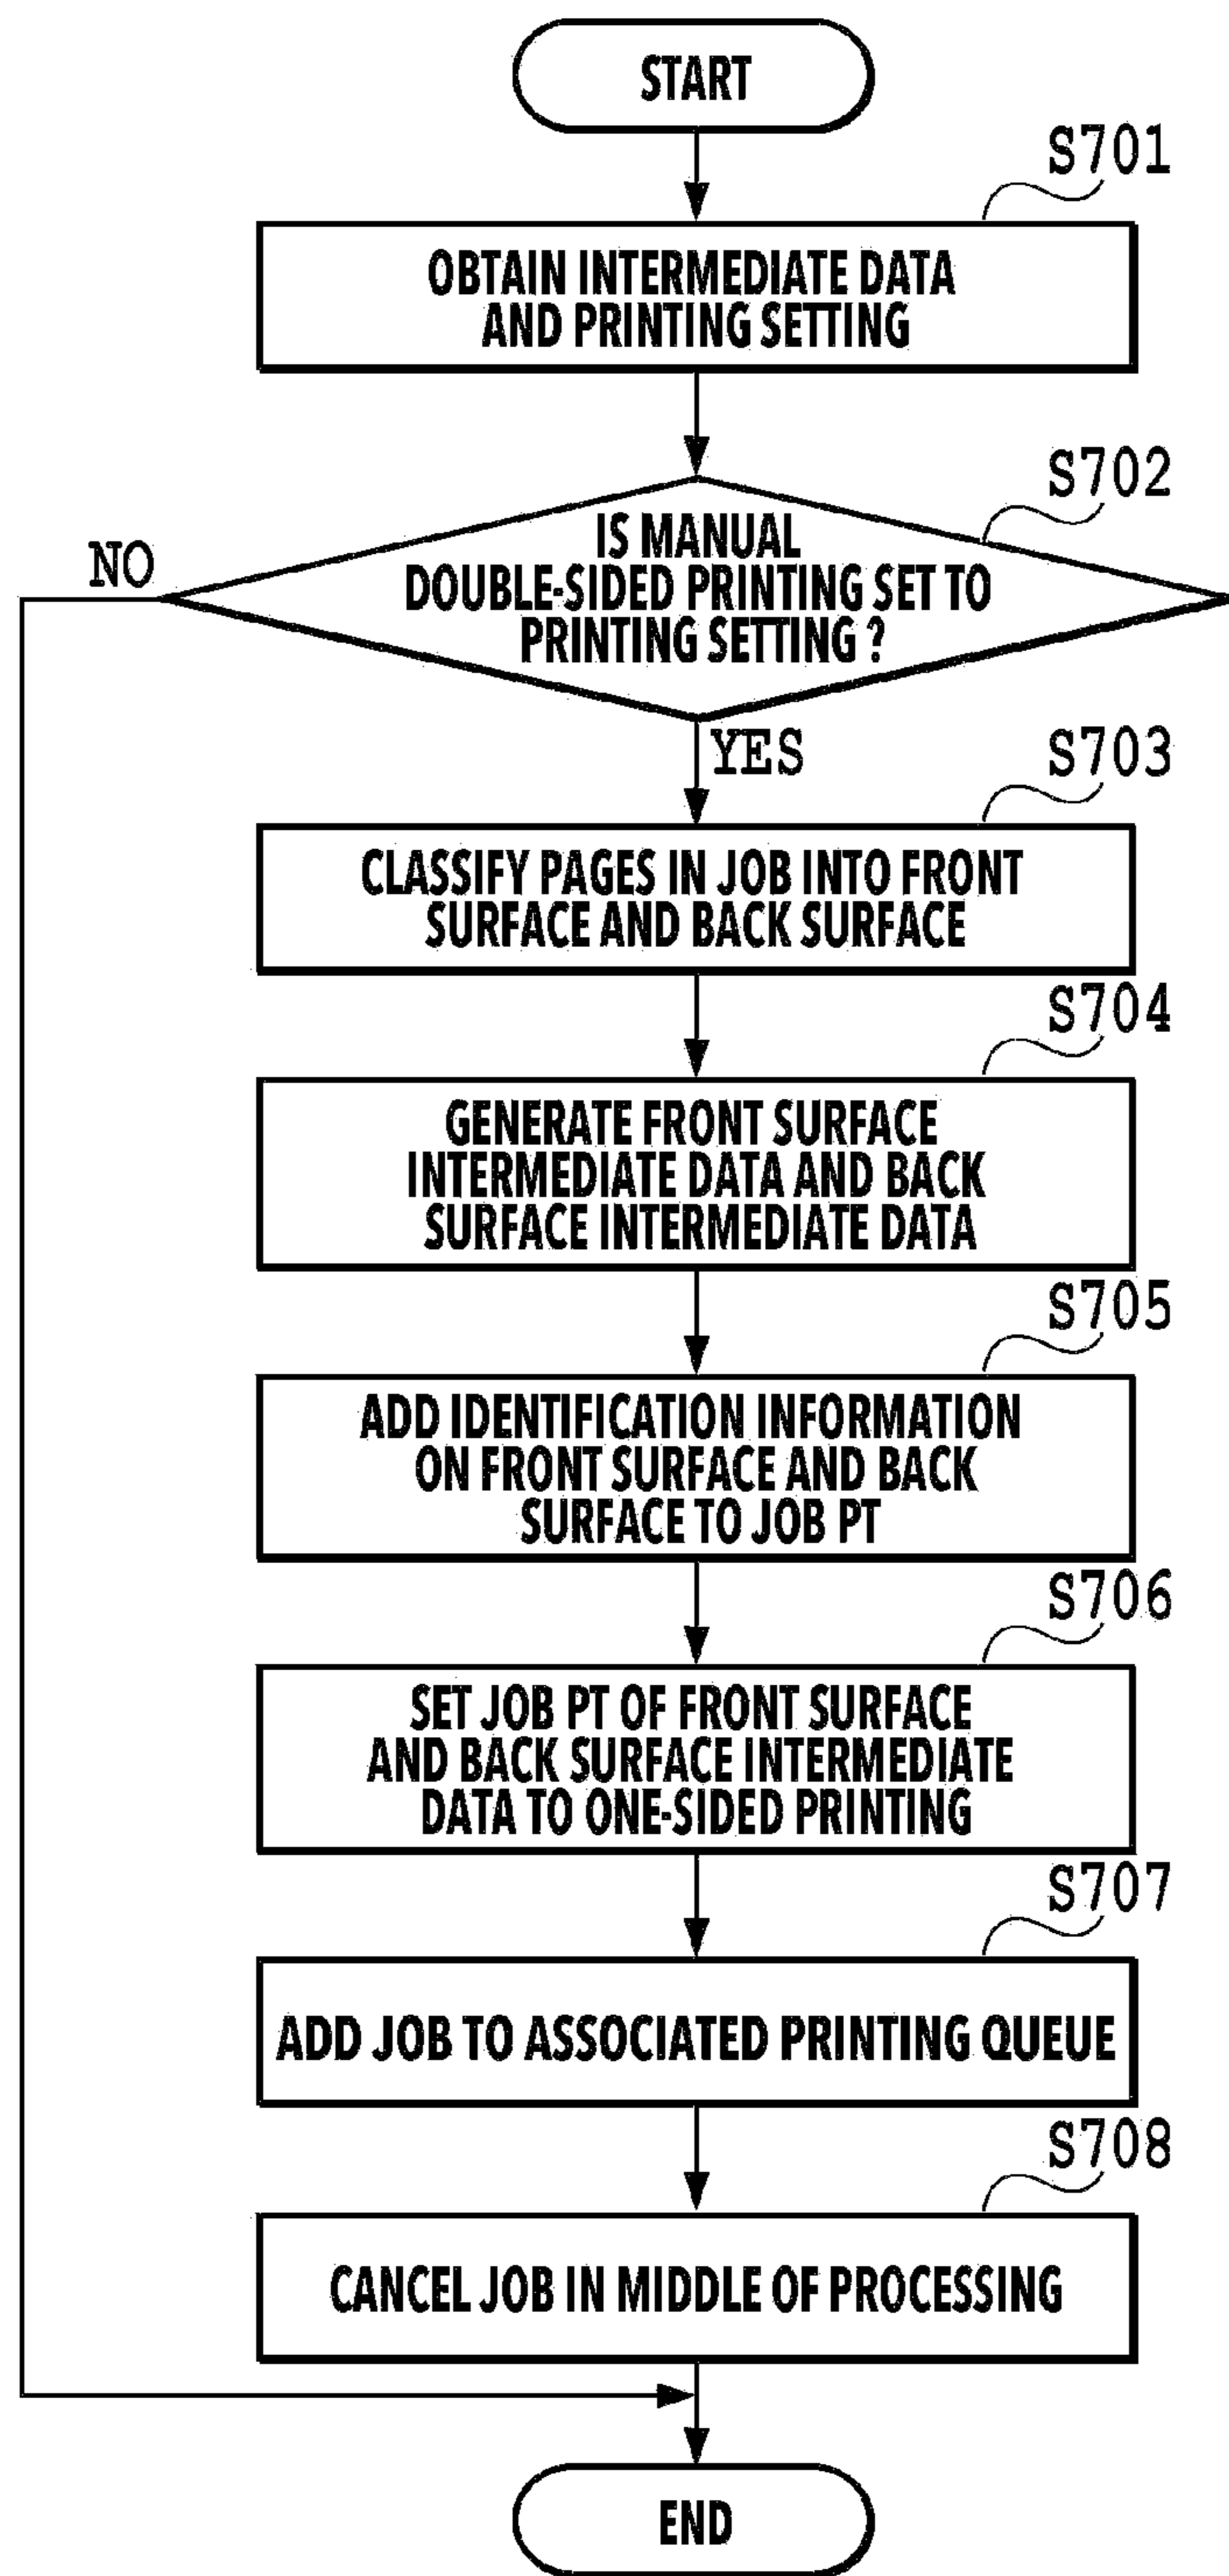 START
S701
OBTAIN INTERMEDIATE DATA
AND PRINTING SETTING
S702
IS MANUAL
DOUBLE-SIDED PRINTING SET TO
PRINTING SETTING ?
NO
YES
S703
CLASSIFY PAGES IN JOB INTO FRONT
SURFACE AND BACK SURFACE
S704
GENERATE FRONT SURFACE
INTERMEDIATE DATA AND BACK
SURFACE INTERMEDIATE DATA
S705
ADD IDENTIFICATION INFORMATION
ON FRONT SURFACE AND BACK
SURFACE TO JOB PT
S706
SET JOB PT OF FRONT SURFACE
AND BACK SURFACE INTERMEDIATE
DATA TO ONE-SIDED PRINTING
S707
ADD JOB TO ASSOCIATED PRINTING QUEUE
S708
CANCEL JOB IN MIDDLE OF PROCESSING
END